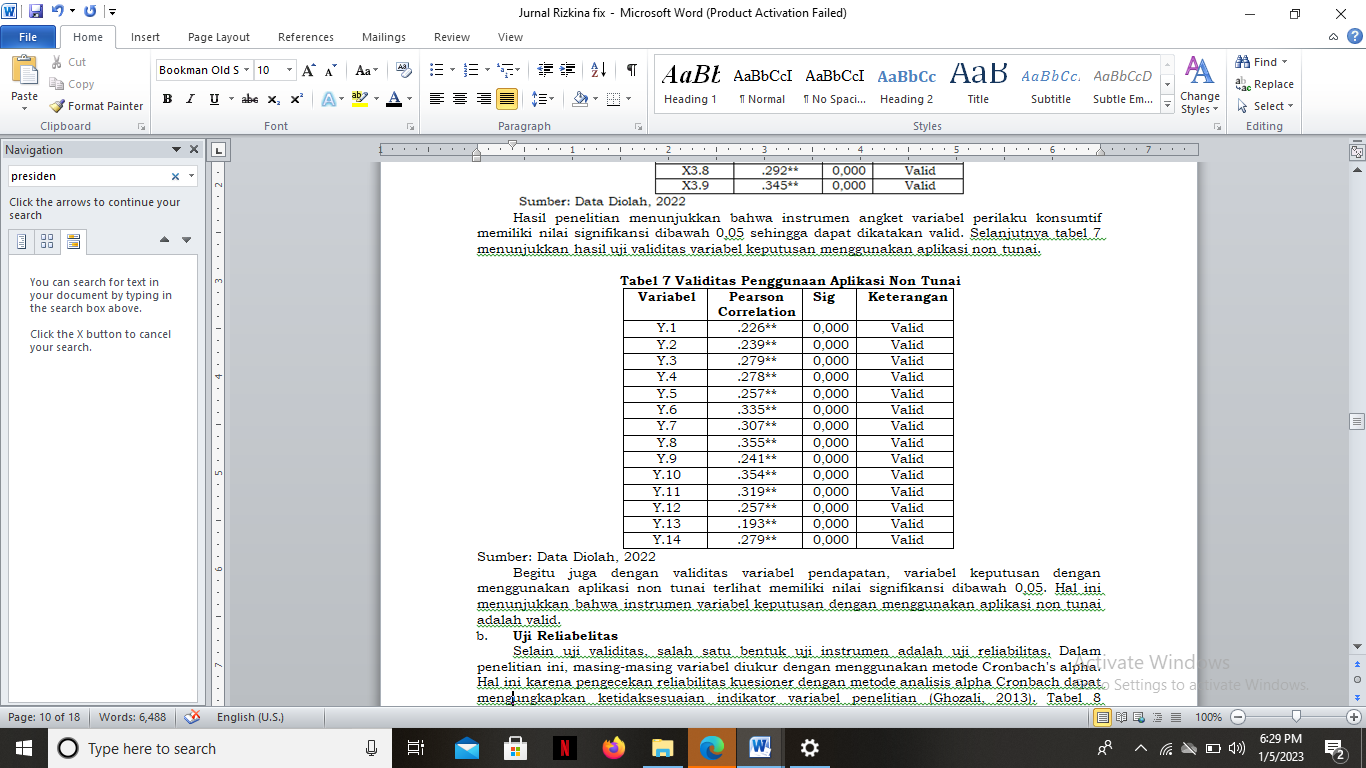 Jurnal Rizkina fix - Microsoft Word (Product Activation Failed)
File Home Insert Page Layout References Mailings Review View
Paste
Cut
Copy
Format Painter
Clipboard
Bookman Old S 10
Font
Paragraph
AaBb AaBbCcI AaBbCcI AaBbCc AaB AaBbCc. AaBbCcD
Heading 1 ¶ Normal ¶ No Spaci... Heading 2 Title Subtitle Subtle Em...
Change Styles
Styles
Find
Replace
Select
Editing
Navigation
presiden
Click the arrows to continue your
search
You can search for text in
your document by typing in
the search box above.
Click the X button to cancel
your search.
X3.8 .292** 0,000 Valid
X3.9 .345** 0,000 Valid
Sumber: Data Diolah, 2022
Hasil penelitian menunjukkan bahwa instrumen angket variabel perilaku konsumtif
memiliki nilai signifikansi dibawah 0,05 sehingga dapat dikatakan valid. Selanjutnya tabel 7
menunjukkan hasil uji validitas variabel keputusan menggunakan aplikasi non tunai.
Tabel 7 Validitas Penggunaan Aplikasi Non Tunai
Variabel Pearson Correlation Sig Keterangan
Y.1 .226** 0,000 Valid
Y.2 .239** 0,000 Valid
Y.3 .279** 0,000 Valid
Y.4 .278** 0,000 Valid
Y.5 .257** 0,000 Valid
Y.6 .335** 0,000 Valid
Y.7 .307** 0,000 Valid
Y.8 .355** 0,000 Valid
Y.9 .241** 0,000 Valid
Y.10 .354** 0,000 Valid
Y.11 .319** 0,000 Valid
Y.12 .257** 0,000 Valid
Y.13 .193** 0,000 Valid
Y.14 .279** 0,000 Valid
Sumber: Data Diolah, 2022
Begitu juga dengan validitas variabel pendapatan, variabel keputusan dengan
menggunakan aplikasi non tunai terlihat memiliki nilai signifikansi dibawah 0,05. Hal ini
menunjukkan bahwa instrumen variabel keputusan dengan menggunakan aplikasi non tunai
adalah valid.
b. Uji Reliabelitas
Selain uji validitas, salah satu bentuk uji instrumen adalah uji reliabilitas. Dalam
penelitian ini, masing-masing variabel diukur dengan menggunakan metode Cronbach's alpha.
Hal ini karena pengecekan reliabilitas kuesioner dengan metode analisis alpha Cronbach dapat
mengungkapkan ketidaksesuaian indikator variabel penelitian (Ghozali, 2013). Tabel 8
Activate Windows
Go to Settings to activate Windows.
Page: 10 of 18 Words: 6,488 English (U.S.) 100%
Type here to search
6:29 PM
1/5/2023
2